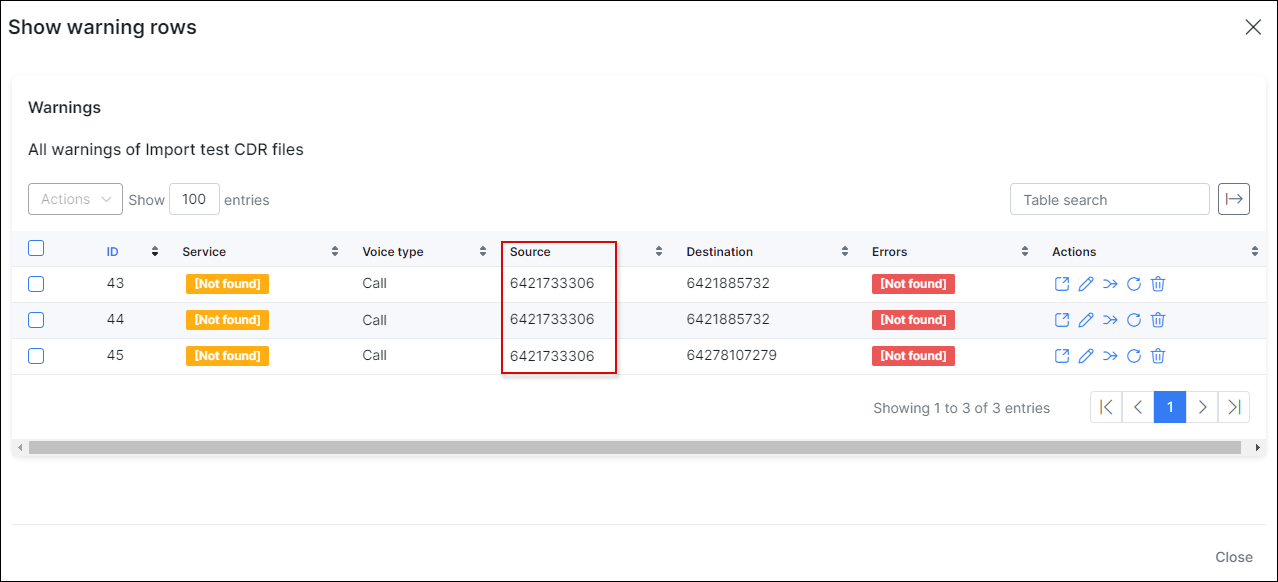 Show warning rows
Warnings
All warnings of Import test CDR files
Actions Show 100 entries Table search
ID Service Voice type Source Destination Errors Actions
43 [Not found] Call 6421733306 6421885732 [Not found]
44 [Not found] Call 6421733306 6421885732 [Not found]
45 [Not found] Call 6421733306 64278107279 [Not found]
Showing 1 to 3 of 3 entries 1
Close